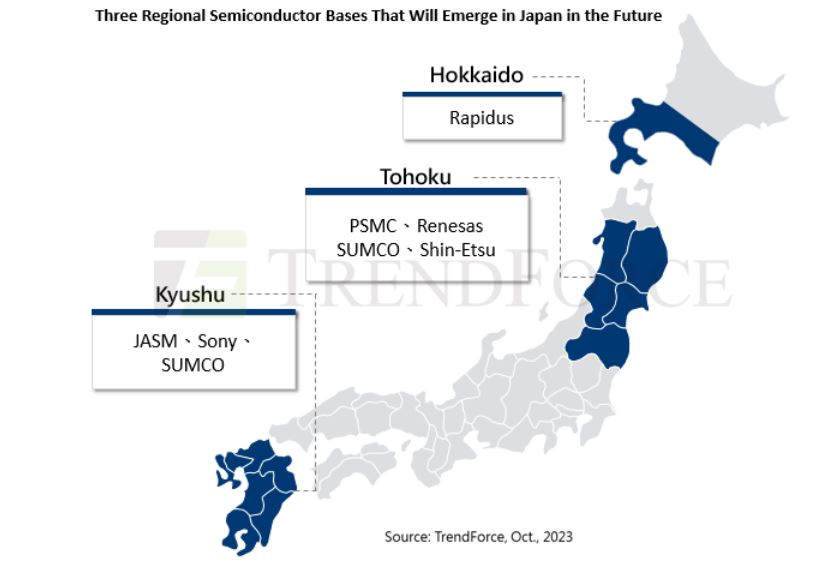 Three Regional Semiconductor Bases That Will Emerge in Japan in the Future
Hokkaido
Rapidus
Tohoku
PSMC、Renesas
SUMCO、Shin-Etsu
TRENDFORCE
Kyushu
JASM、Sony、
SUMCO
Source: TrendForce, Oct., 2023